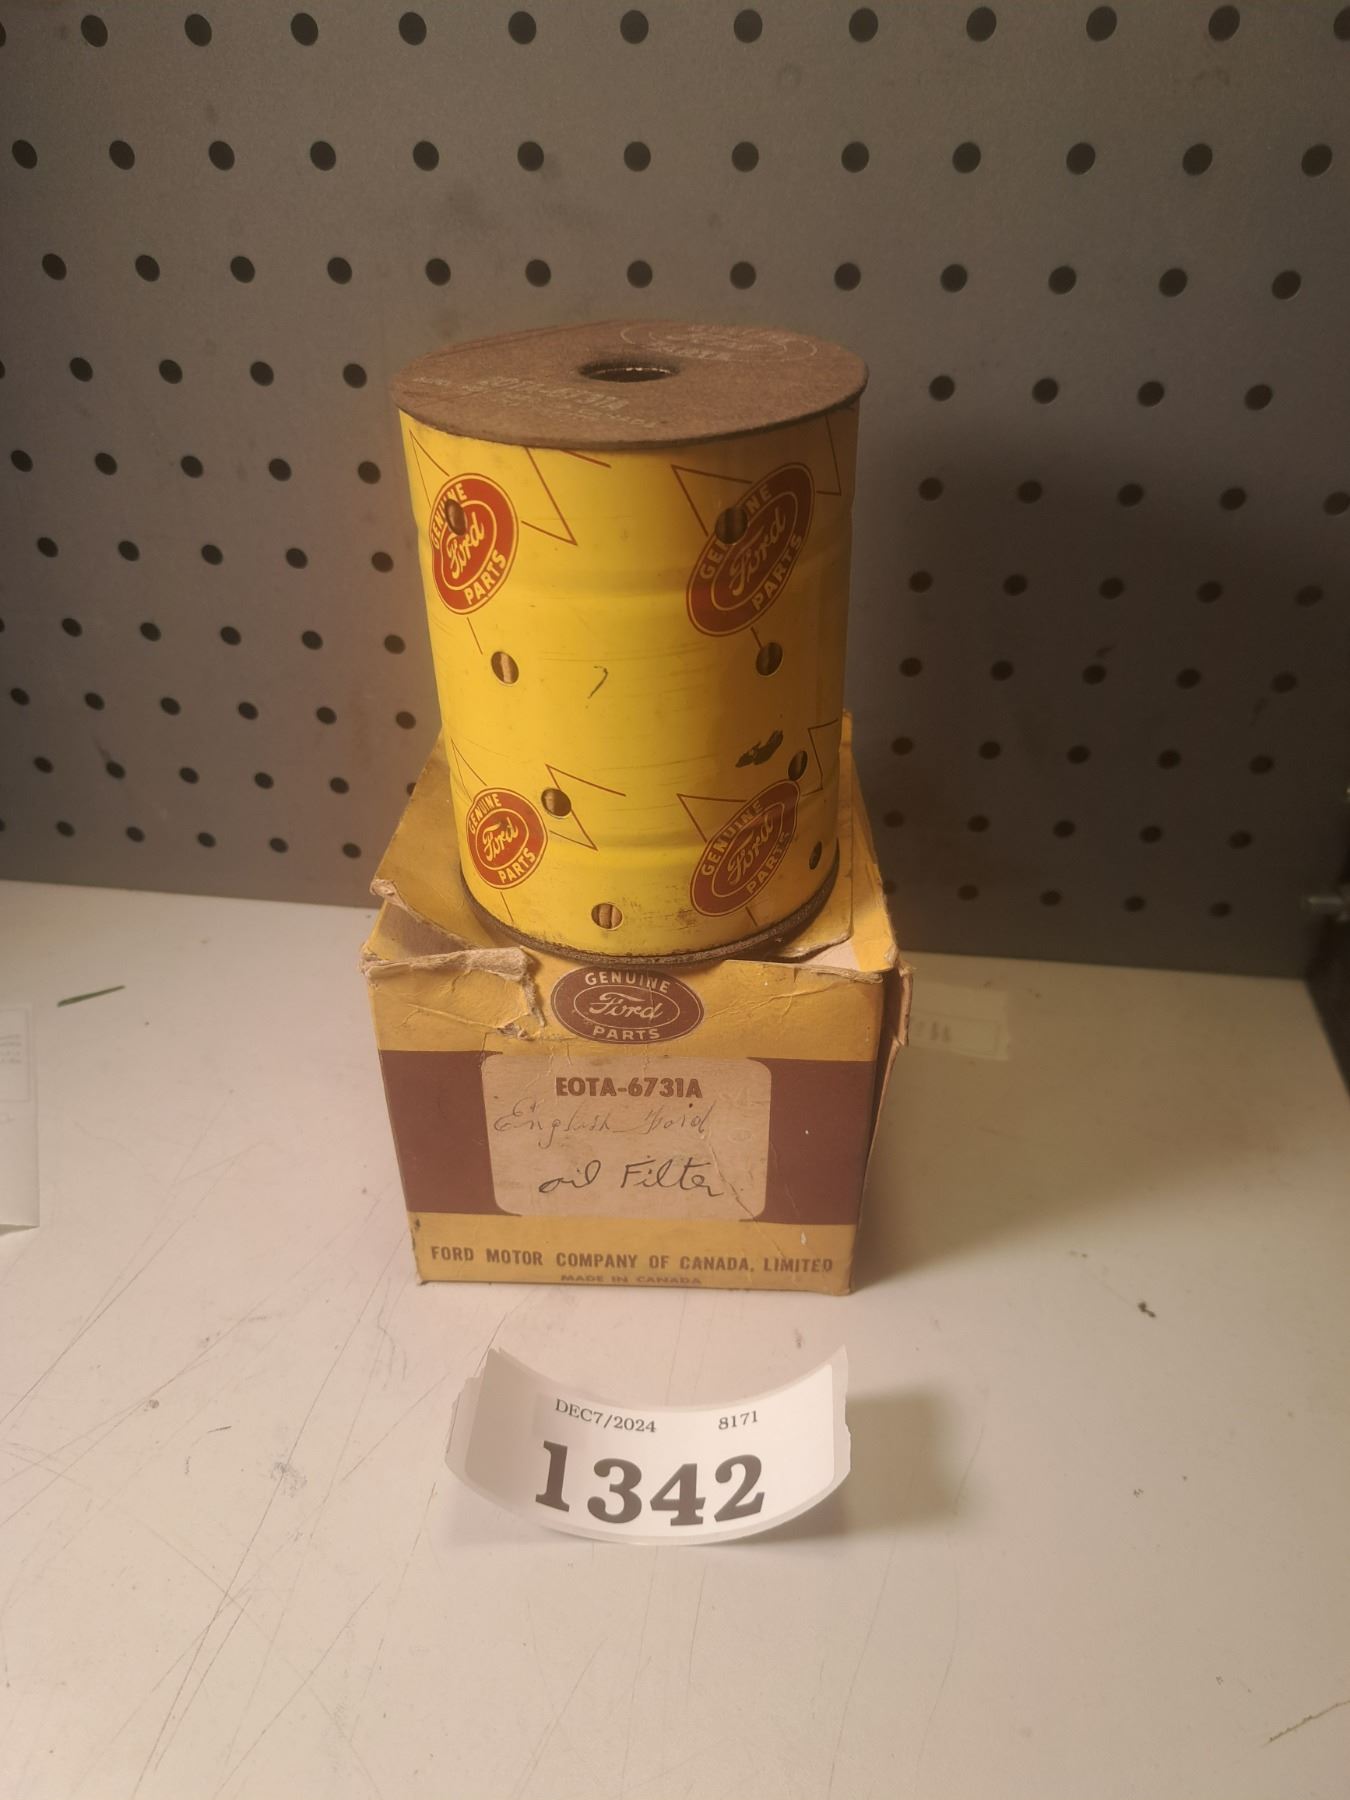 GENUINE
Ford
PARTS
GENUINE
Ford
PARTS
GENUINE
Ford
PARTS
GENUINE
Ford
PARTS
GENUINE
Ford
PARTS
EOTA-6731A
English Ford
oil Filter
FORD MOTOR COMPANY OF CANADA, LIMITED
MADE IN CANADA
DEC7/2024 8171
1342